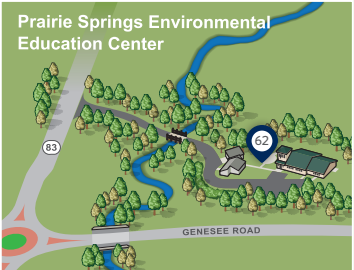 Prairie Springs Environmental
Education Center
62
83
GENESEE ROAD